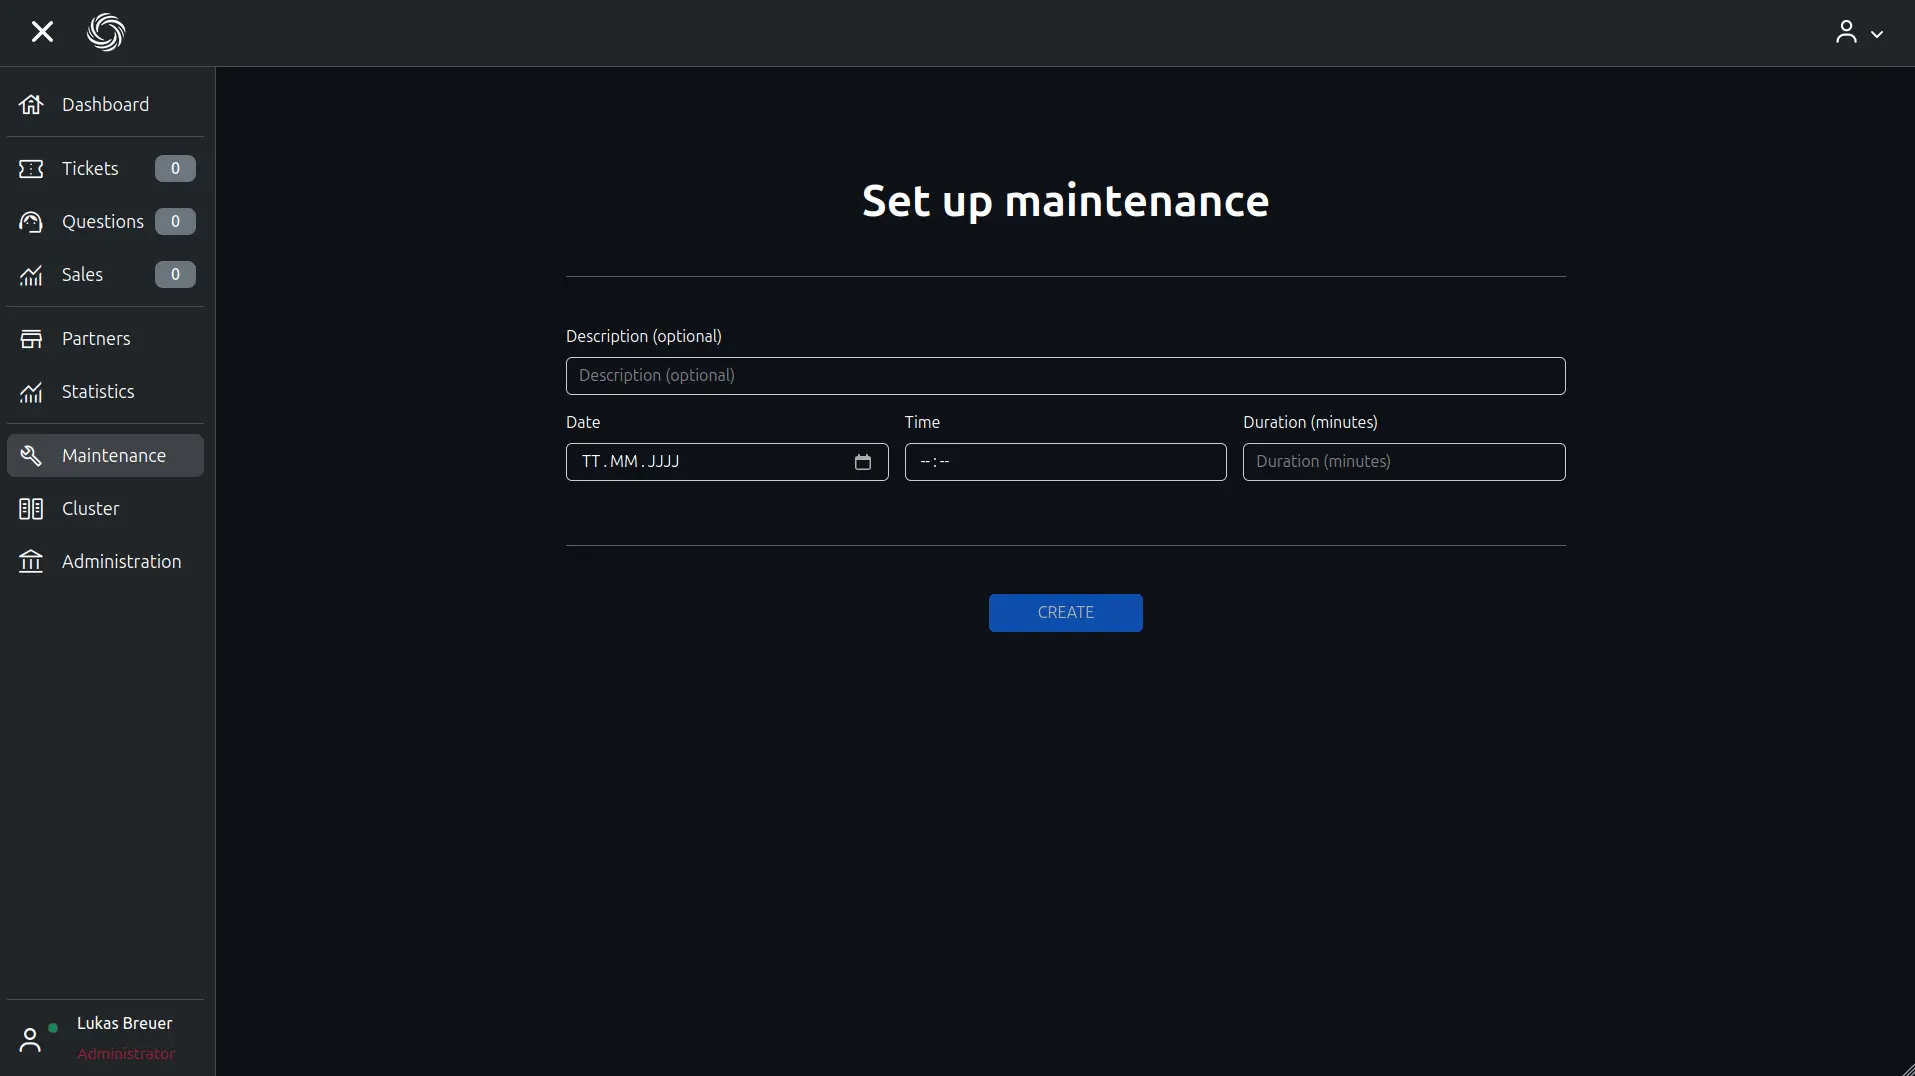 Dashboard
Tickets 0
Questions 0
Sales 0
Partners
Statistics
Maintenance
Cluster
Administration
Lukas Breuer
Administrator
Set up maintenance
Description (optional)
Description (optional)
Date Time Duration (minutes)
TT.MM.JJJJ --:-- Duration (minutes)
CREATE